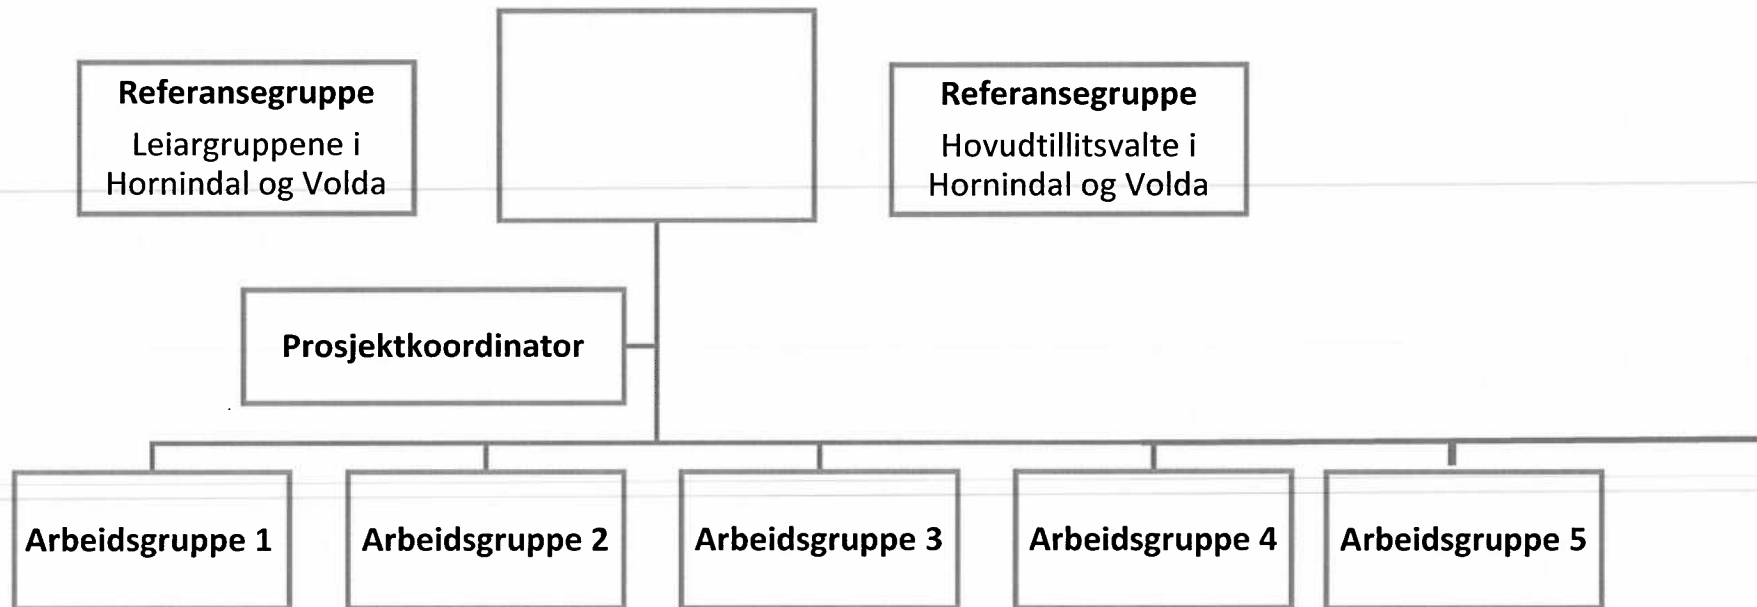 Referansegruppe
Leiargruppene i
Hornindal og Volda
Referansegruppe
Hovudtillitsvalte i
Hornindal og Volda
Prosjektkoordinator
Arbeidsgruppe 1
Arbeidsgruppe 2
Arbeidsgruppe 3
Arbeidsgruppe 4
Arbeidsgruppe 5